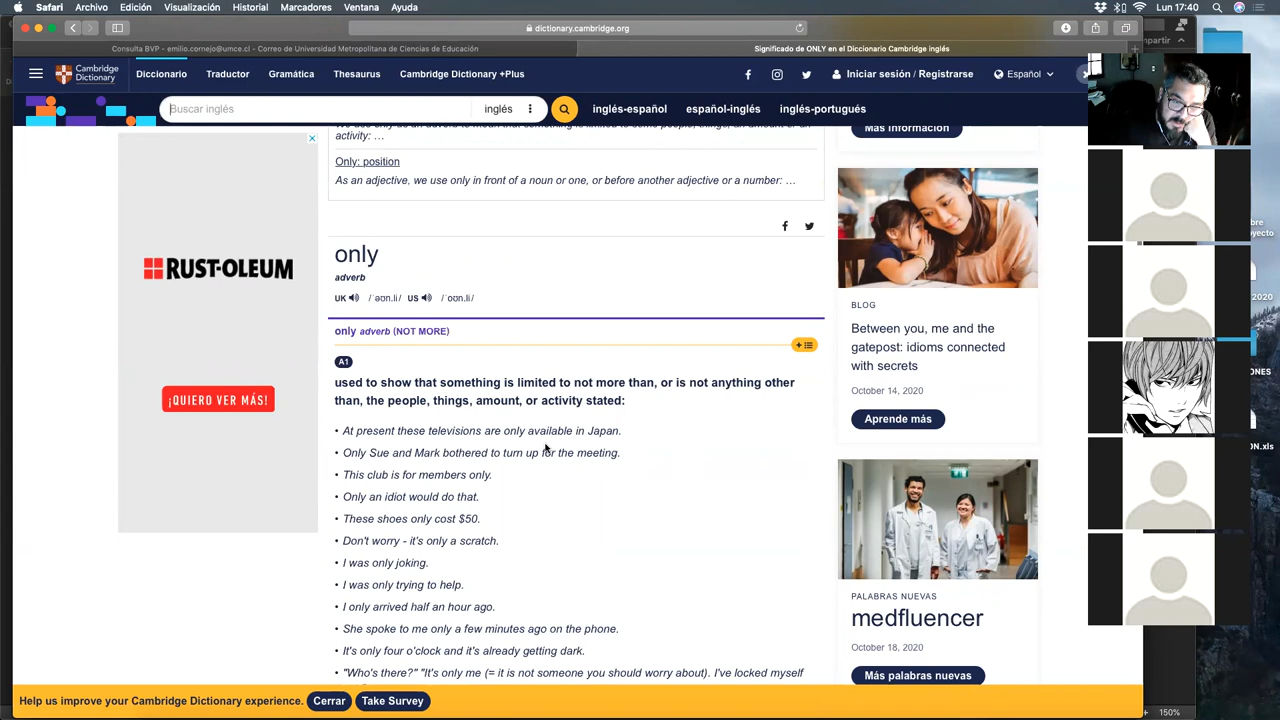 Safari Archivo Edición Visualización Historial Marcadores Ventana Ayuda
Lun 17:40
dictionary.cambridge.org
Consulta BVP - emilio.cornejo@umce.cl - Correo de Universidad Metropolitana de Ciencias de Educación
Significado de ONLY en el Diccionario Cambridge inglés
Cambridge Dictionary
Diccionario Traductor Gramática Thesaurus Cambridge Dictionary +Plus
Iniciar sesión / Registrarse
Español
Buscar inglés
inglés
inglés-español español-inglés inglés-portugués
activity: …
Only: position
As an adjective, we use only in front of a noun or one, or before another adjective or a number: …
only
adverb
UK /ˈəʊn.li/ US /ˈoʊn.li/
only adverb (NOT MORE)
A1
used to show that something is limited to not more than, or is not anything other
than, the people, things, amount, or activity stated:
• At present these televisions are only available in Japan.
• Only Sue and Mark bothered to turn up for the meeting.
• This club is for members only.
• Only an idiot would do that.
• These shoes only cost $50.
• Don't worry - it's only a scratch.
• I was only joking.
• I was only trying to help.
• I only arrived half an hour ago.
• She spoke to me only a few minutes ago on the phone.
• It's only four o'clock and it's already getting dark.
• "Who's there?" "It's only me (= it is not someone you should worry about). I've locked myself
RUST-OLEUM
¡QUIERO VER MÁS!
Más información
BLOG
Between you, me and the
gatepost: idioms connected
with secrets
October 14, 2020
Aprende más
PALABRAS NUEVAS
medfluencer
October 18, 2020
Más palabras nuevas
Help us improve your Cambridge Dictionary experience. Cerrar Take Survey
150%